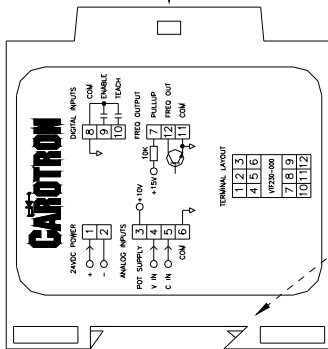 CAROTRON
24VDC POWER
+ 1
- 2
ANALOG INPUTS
POT SUPPLY 3 +10V
V IN 4
C IN 5
COM 6
DIGITAL INPUTS
8 COM
9 ENABLE
10 TEACH
FREQ OUTPUT
+15V 10K 7 PULLUP
12 FREQ OUT
11 COM
TERMINAL LAYOUT
1 2 3
4 5 6
VTF230-000
7 8 9
10 11 12